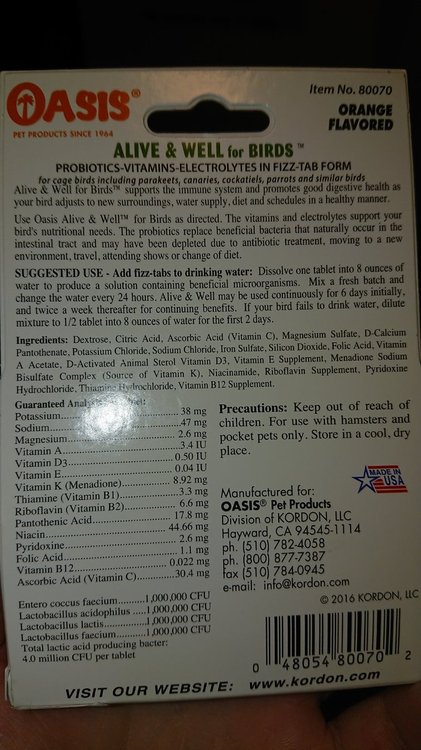 OASIS®
PET PRODUCTS SINCE 1964
Item No. 80070
ORANGE
FLAVORED
ALIVE & WELL for BIRDS™
PROBIOTICS-VITAMINS-ELECTROLYTES IN FIZZ-TAB FORM
for cage birds including parakeets, canaries, cockatiels, parrots and similar birds
Alive & Well for Birds™ supports the immune system and promotes good digestive health as
your bird adjusts to new surroundings, water supply, diet and schedules in a healthy manner.
Use Oasis Alive & Well™ for Birds as directed. The vitamins and electrolytes support your
bird's nutritional needs. The probiotics replace beneficial bacteria that naturally occur in the
intestinal tract and may have been depleted due to antibiotic treatment, moving to a new
environment, travel, attending shows or change of diet.
SUGGESTED USE - Add fizz-tabs to drinking water: Dissolve one tablet into 8 ounces of
water to produce a solution containing beneficial microorganisms. Mix a fresh batch and
change the water every 24 hours. Alive & Well may be used continuously for 6 days initially,
and twice a week thereafter for continuing benefits. If your bird fails to drink water, dilute
mixture to 1/2 tablet into 8 ounces of water for the first 2 days.
Ingredients: Dextrose, Citric Acid, Ascorbic Acid (Vitamin C), Magnesium Sulfate, D-Calcium
Pantothenate, Potassium Chloride, Sodium Chloride, Iron Sulfate, Silicon Dioxide, Folic Acid, Vitamin
A Acetate, D-Activated Animal Sterol Vitamin D3, Vitamin E Supplement, Menadione Sodium
Bisulfate Complex (Source of Vitamin K), Niacinamide, Riboflavin Supplement, Pyridoxine
Hydrochloride, Thiamine Hydrochloride, Vitamin B12 Supplement.
Guaranteed Analysis
Potassium....................38 mg
Sodium....................47 mg
Magnesium....................2.6 mg
Vitamin A....................3.4 IU
Vitamin D3....................0.50 IU
Vitamin E....................0.04 IU
Vitamin K (Menadione)....................8.92 mg
Thiamine (Vitamin B1)....................3.3 mg
Riboflavin (Vitamin B2)....................6.6 mg
Pantothenic Acid....................17.8 mg
Niacin....................44.66 mg
Pyridoxine....................2.6 mg
Folic Acid....................1.1 mg
Vitamin B12....................0.022 mg
Ascorbic Acid (Vitamin C)....................30.4 mg
Entero coccus faecium.....1,000,000 CFU
Lactobacillus acidophilus .....1,000,000 CFU
Lactobacillus lactis.....1,000,000 CFU
Lactobacillus faecium.....1,000,000 CFU
Total lactic acid producing bacter:
4.0 million CFU per tablet
Precautions: Keep out of reach of
children. For use with hamsters and
pocket pets only. Store in a cool, dry
place.
MADE IN
USA
Manufactured for:
OASIS® Pet Products
Division of KORDON, LLC
Hayward, CA 94545-1114
ph. (510) 782-4058
ph. (800) 877-7387
fax (510) 784-0945
e-mail: info@kordon.com
© 2016 KORDON, LLC
0 48054 80070 2
VISIT OUR WEBSITE: www.kordon.com